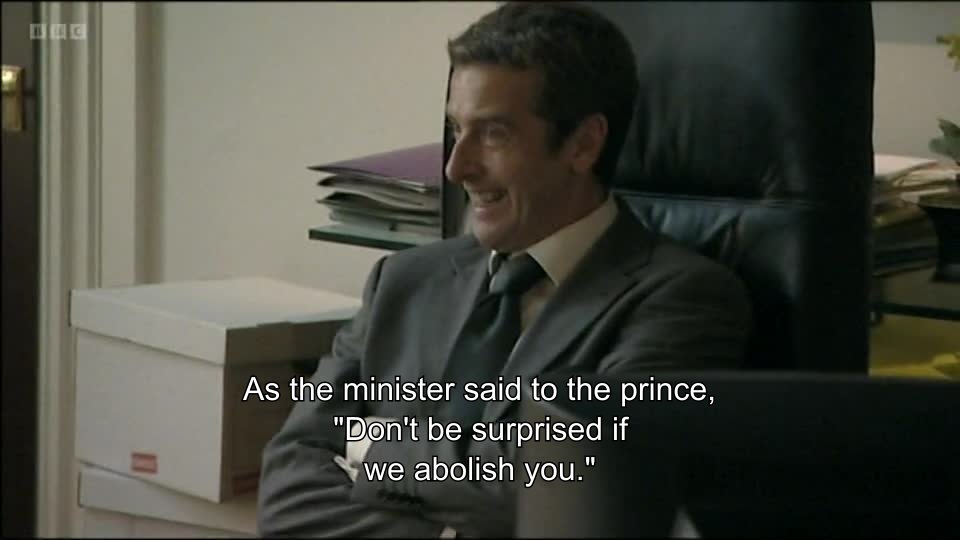 BBC
As the minister said to the prince,
"Don't be surprised if
we abolish you."